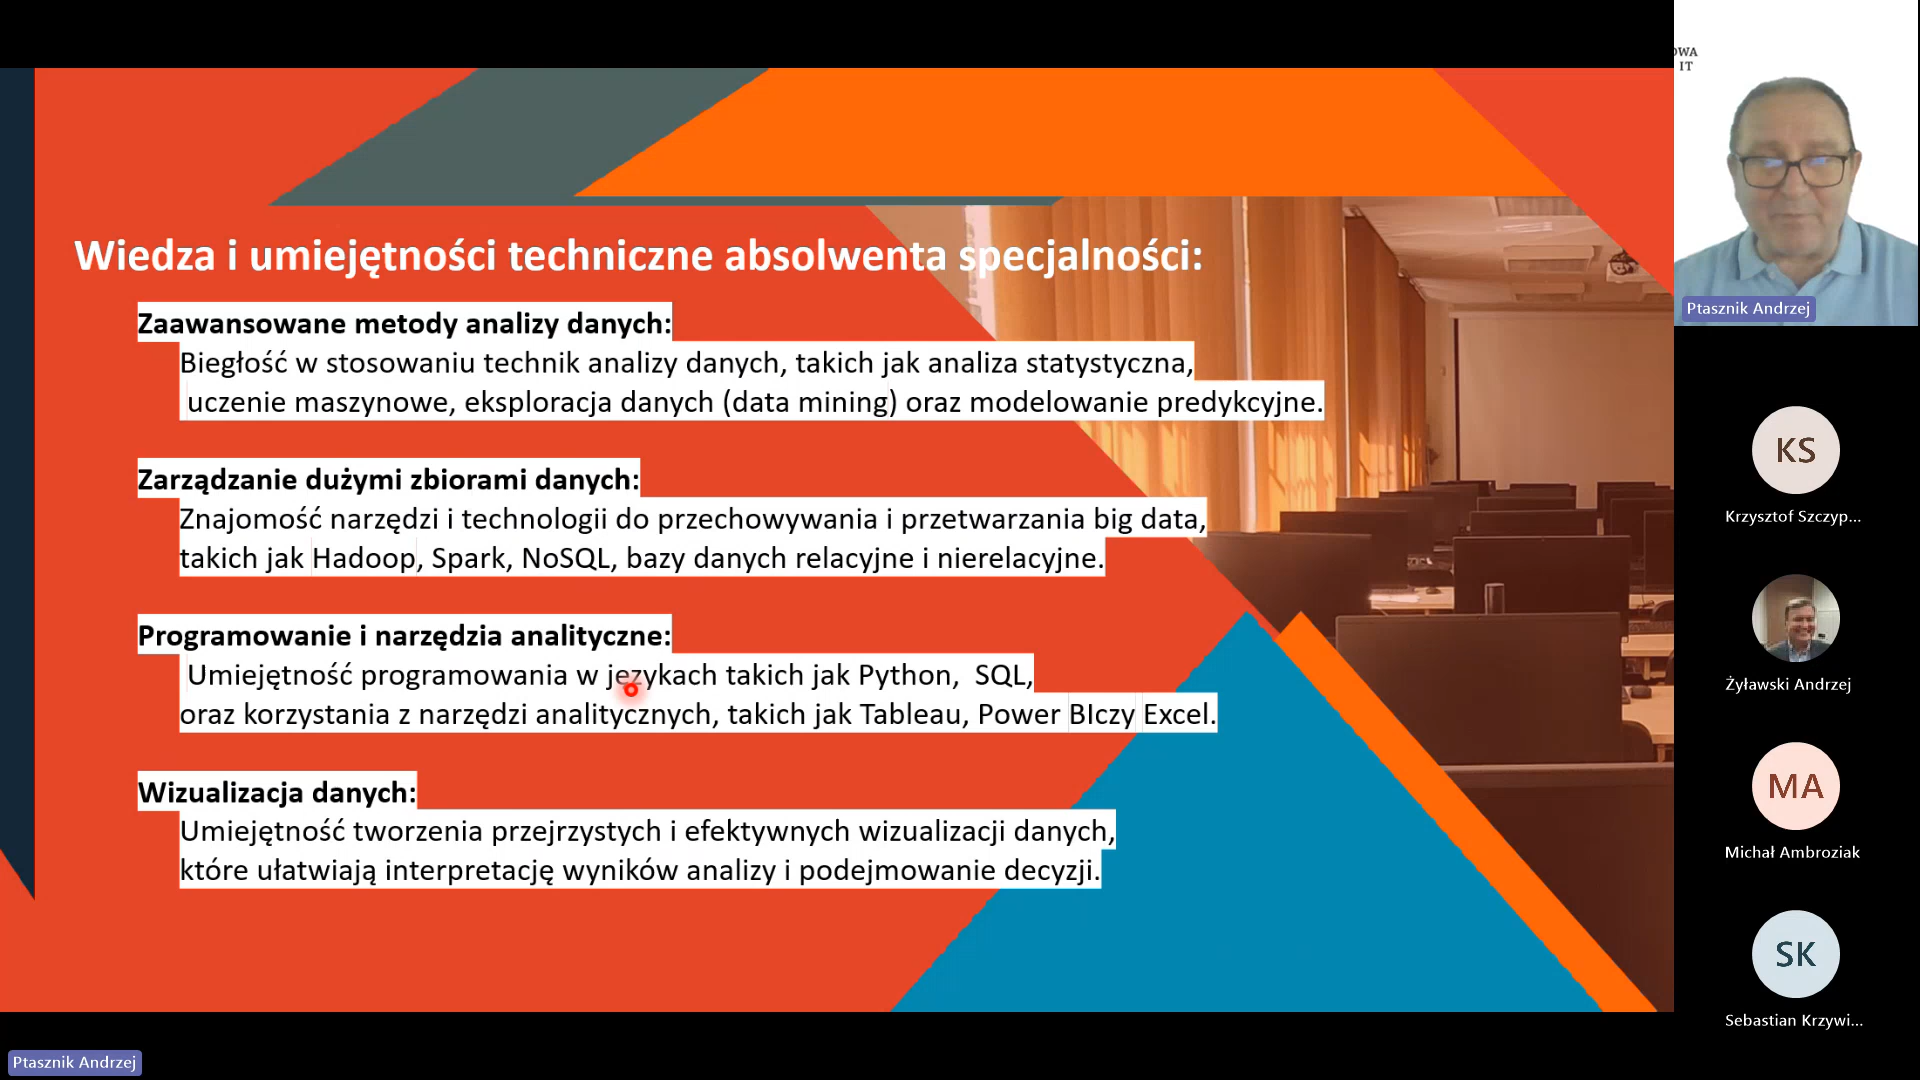 Wiedza i umiejętności techniczne absolwenta specjalności:
Zaawansowane metody analizy danych:
Biegłość w stosowaniu technik analizy danych, takich jak analiza statystyczna,
uczenie maszynowe, eksploracja danych (data mining) oraz modelowanie predykcyjne.
Zarządzanie dużymi zbiorami danych:
Znajomość narzędzi i technologii do przechowywania i przetwarzania big data,
takich jak Hadoop, Spark, NoSQL, bazy danych relacyjne i nierelacyjne.
Programowanie i narzędzia analityczne:
Umiejętność programowania w językach takich jak Python, SQL,
oraz korzystania z narzędzi analitycznych, takich jak Tableau, Power BIczy Excel.
Wizualizacja danych:
Umiejętność tworzenia przejrzystych i efektywnych wizualizacji danych,
które ułatwiają interpretację wyników analizy i podejmowanie decyzji.
OWA
IT
Ptasznik Andrzej
KS
Krzysztof Szczyp...
Żyławski Andrzej
MA
Michał Ambroziak
SK
Sebastian Krzywi...
Ptasznik Andrzej